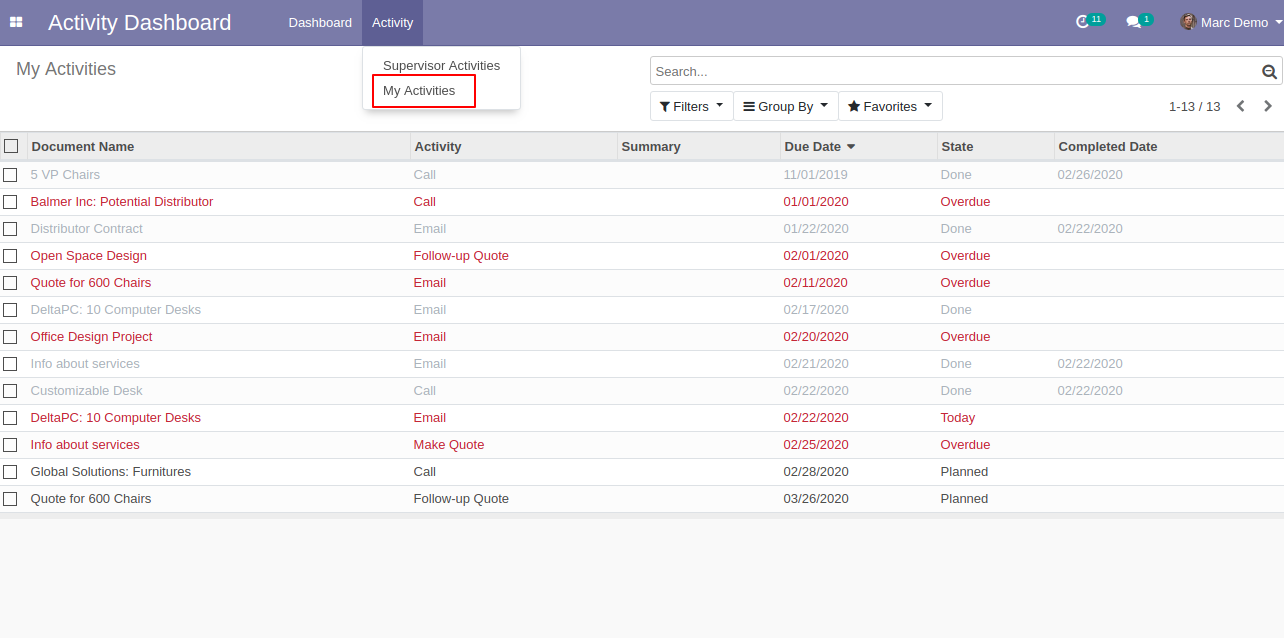 Activity Dashboard Dashboard Activity 11 1 Marc Demo
My Activities
Supervisor Activities
My Activities
Search...
Filters Group By Favorites 1-13 / 13
Document Name Activity Summary Due Date State Completed Date
5 VP Chairs Call 11/01/2019 Done 02/26/2020
Balmer Inc: Potential Distributor Call 01/01/2020 Overdue
Distributor Contract Email 01/22/2020 Done 02/22/2020
Open Space Design Follow-up Quote 02/01/2020 Overdue
Quote for 600 Chairs Email 02/11/2020 Overdue
DeltaPC: 10 Computer Desks Email 02/17/2020 Done
Office Design Project Email 02/20/2020 Overdue
Info about services Email 02/21/2020 Done 02/22/2020
Customizable Desk Call 02/22/2020 Done 02/22/2020
DeltaPC: 10 Computer Desks Email 02/22/2020 Today
Info about services Make Quote 02/25/2020 Overdue
Global Solutions: Furnitures Call 02/28/2020 Planned
Quote for 600 Chairs Follow-up Quote 03/26/2020 Planned